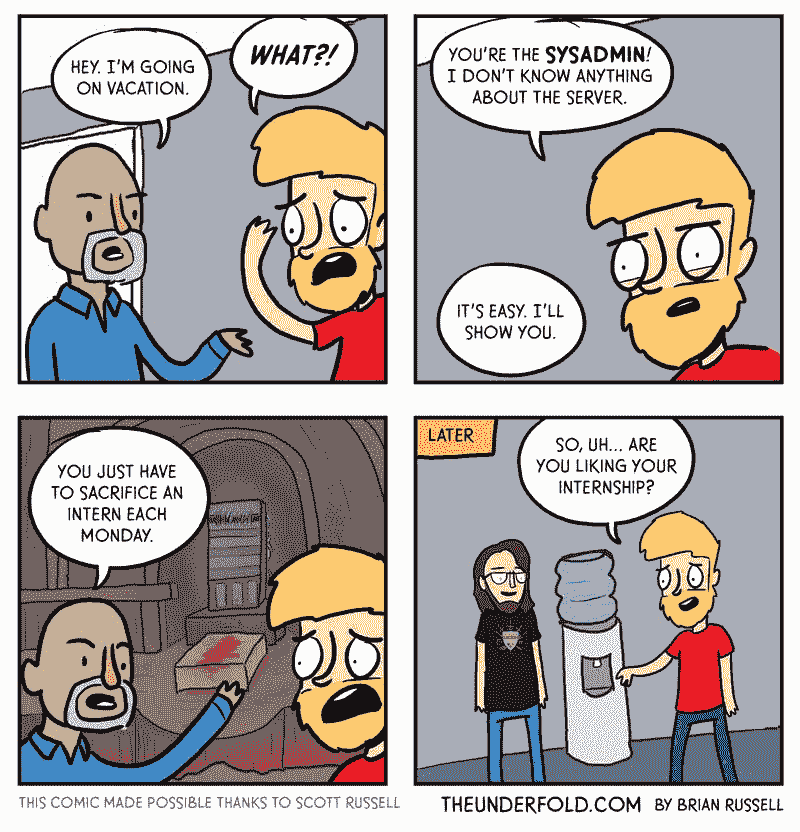 HEY. I'M GOING
ON VACATION.
WHAT?!
YOU'RE THE SYSADMIN!
I DON'T KNOW ANYTHING
ABOUT THE SERVER.
IT'S EASY. I'LL
SHOW YOU.
YOU JUST HAVE
TO SACRIFICE AN
INTERN EACH
MONDAY.
LATER
SO, UH... ARE
YOU LIKING YOUR
INTERNSHIP?
THIS COMIC MADE POSSIBLE THANKS TO SCOTT RUSSELL
THEUNDERFOLD.COM BY BRIAN RUSSELL